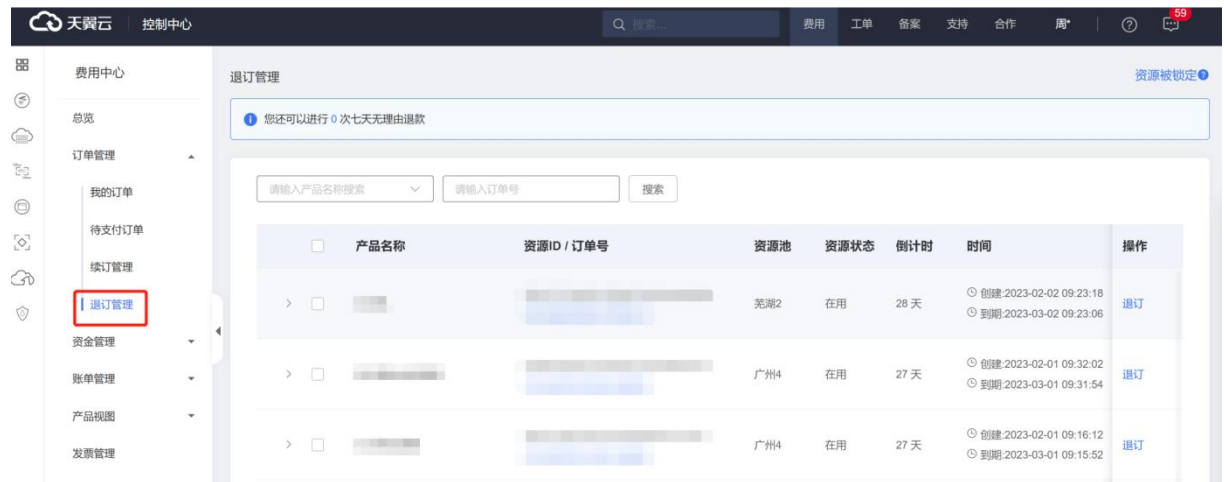 天翼云 控制中心 搜索... 费用 工单 备案 支持 合作 周* 59
费用中心
总览
订单管理
我的订单
待支付订单
续订管理
退订管理
资金管理
账单管理
产品视图
发票管理
退订管理 资源被锁定
您还可以进行 0 次七天无理由退款
请输入产品名称搜索 请输入订单号 搜索
产品名称 资源ID / 订单号 资源池 资源状态 倒计时 时间 操作
芜湖2 在用 28 天 创建:2023-02-02 09:23:18 退订
到期:2023-03-02 09:23:06
广州4 在用 27 天 创建:2023-02-01 09:32:02 退订
到期:2023-03-01 09:31:54
广州4 在用 27 天 创建:2023-02-01 09:16:12 退订
到期:2023-03-01 09:15:52